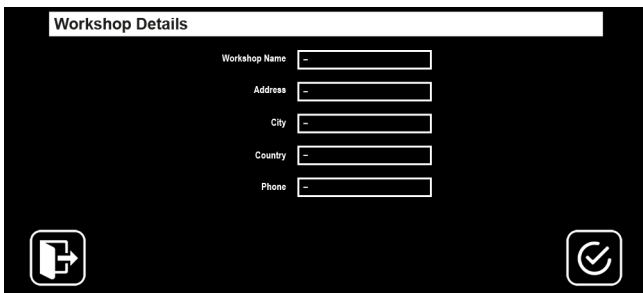 Workshop Details
Workshop Name –
Address –
City –
Country –
Phone –